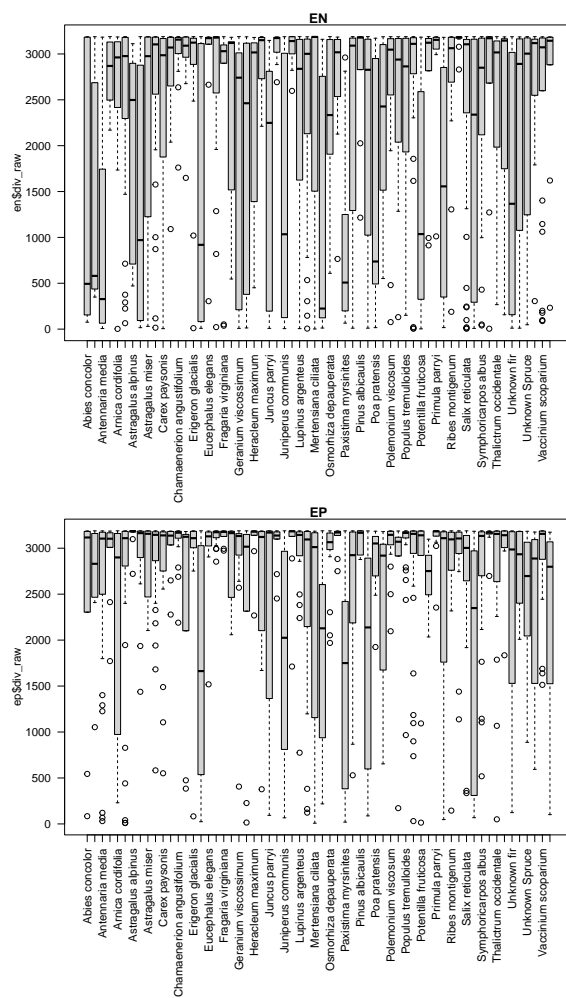 EN
en$div_raw
3000
2500
2000
1500
1000
500
0
Abies concolor
Antennaria media
Arnica cordifolia
Astragalus alpinus
Astragalus miser
Carex paysonis
Chamaenerion angustifolium
Erigeron glacialis
Eucephalus elegans
Fragaria virginiana
Geranium viscossimum
Heracleum maximum
Juncus parryi
Juniperus communis
Lupinus argenteus
Mertensiana ciliata
Osmorhiza depauperata
Paxistima myrsinites
Pinus albicaulis
Poa pratensis
Polemonium viscosum
Populus tremulloides
Potentilla fruticosa
Primula parryi
Ribes montigenum
Salix reticulata
Symphoricarpos albus
Thalictrum occidentale
Unknown fir
Unknown Spruce
Vaccinium scoparium
EP
ep$div_raw
3000
2500
2000
1500
1000
500
0
Abies concolor
Antennaria media
Arnica cordifolia
Astragalus alpinus
Astragalus miser
Carex paysonis
Chamaenerion angustifolium
Erigeron glacialis
Eucephalus elegans
Fragaria virginiana
Geranium viscossimum
Heracleum maximum
Juncus parryi
Juniperus communis
Lupinus argenteus
Mertensiana ciliata
Osmorhiza depauperata
Paxistima myrsinites
Pinus albicaulis
Poa pratensis
Polemonium viscosum
Populus tremulloides
Potentilla fruticosa
Primula parryi
Ribes montigenum
Salix reticulata
Symphoricarpos albus
Thalictrum occidentale
Unknown fir
Unknown Spruce
Vaccinium scoparium